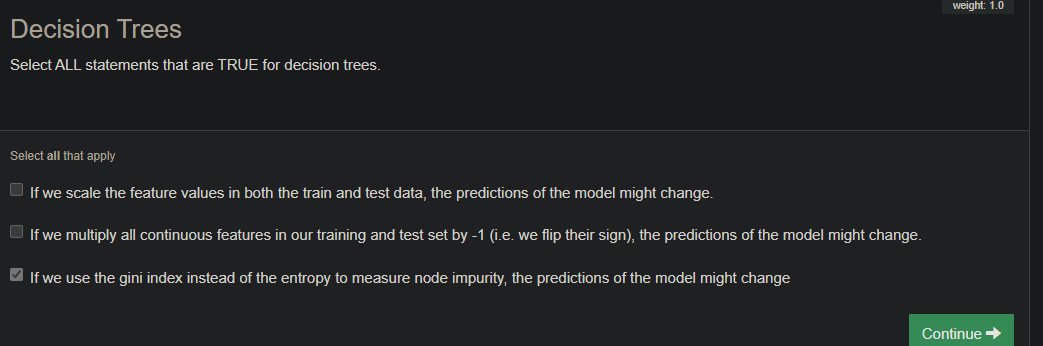 weight: 1.0
Decision Trees
Select ALL statements that are TRUE for decision trees.
Select all that apply
If we scale the feature values in both the train and test data, the predictions of the model might change.
If we multiply all continuous features in our training and test set by -1 (i.e. we flip their sign), the predictions of the model might change.
If we use the gini index instead of the entropy to measure node impurity, the predictions of the model might change
Continue